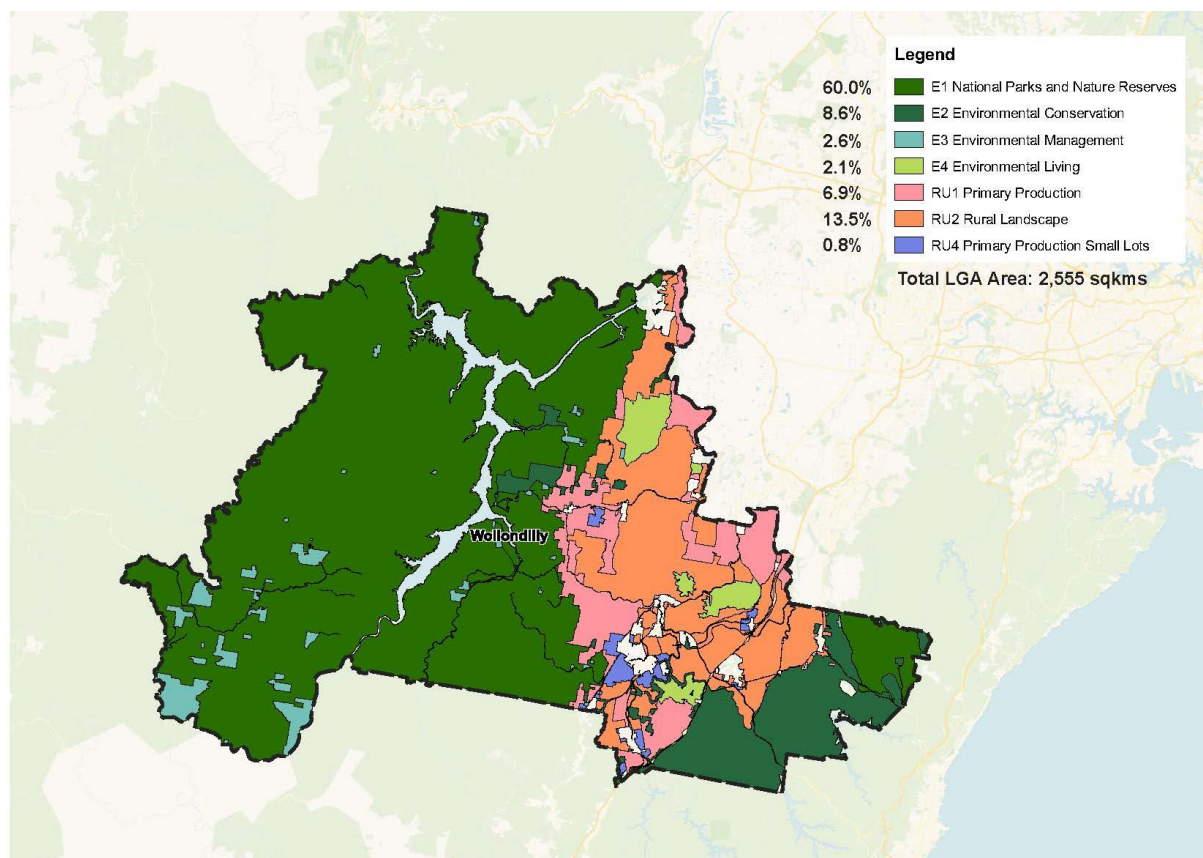 Legend
60.0% E1 National Parks and Nature Reserves
8.6% E2 Environmental Conservation
2.6% E3 Environmental Management
2.1% E4 Environmental Living
6.9% RU1 Primary Production
13.5% RU2 Rural Landscape
0.8% RU4 Primary Production Small Lots
Total LGA Area: 2,555 sqkms
Wollondilly